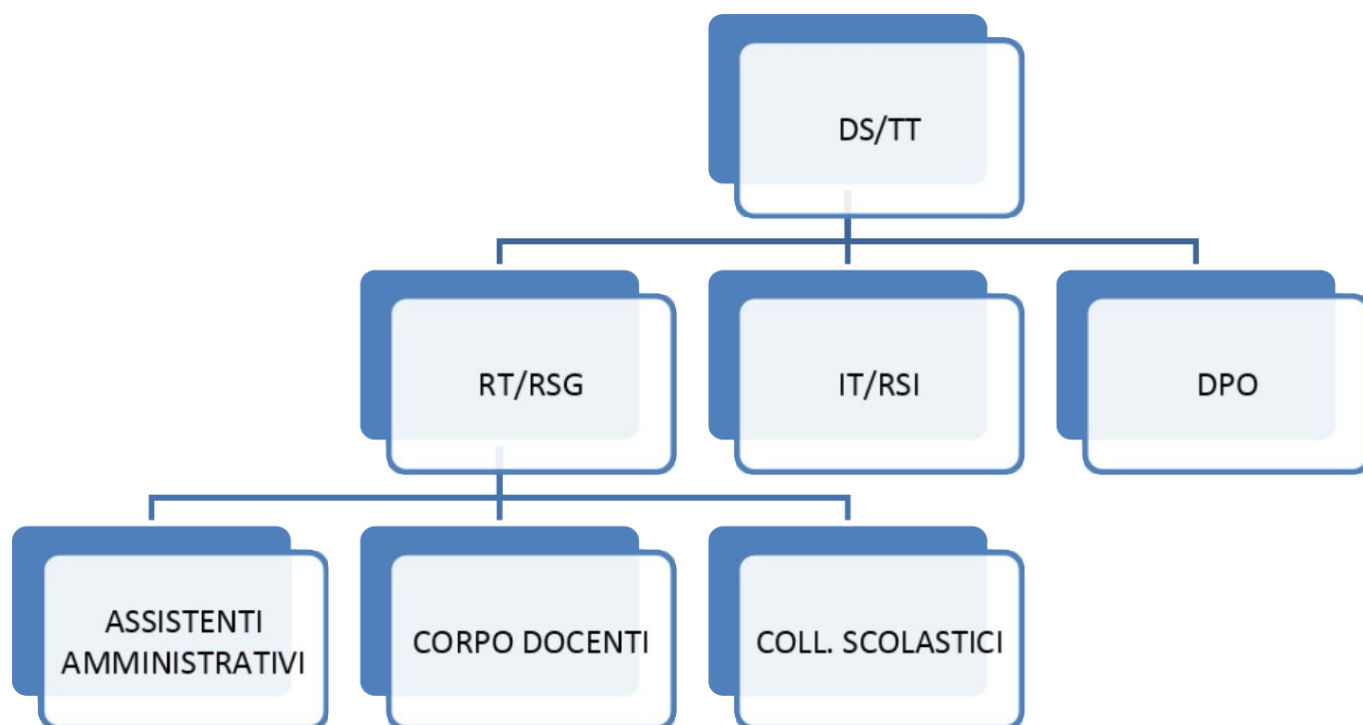 DS/TT
RT/RSG
IT/RSI
DPO
ASSISTENTI
AMMINISTRATIVI
CORPO DOCENTI
COLL. SCOLASTICI